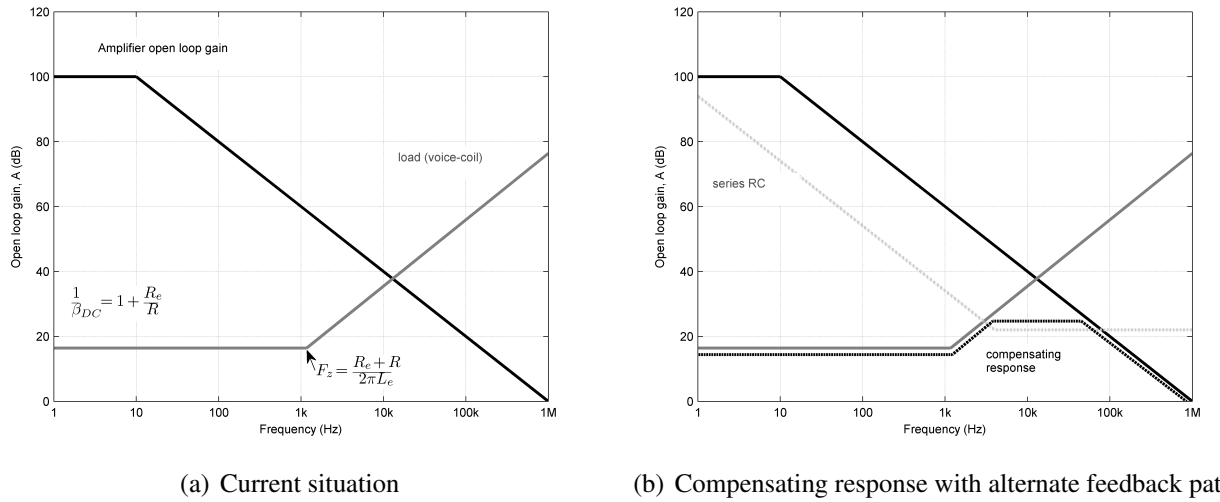 120
100
80
60
40
20
0
1
10
100
1k
10k
100k
1M
Open loop gain, A (dB)
Frequency (Hz)
Amplifier open loop gain
load (voice-coil)
1/β_DC = 1 + R_e/R
F_z = (R_e + R)/(2πL_e)
(a) Current situation
120
100
80
60
40
20
0
1
10
100
1k
10k
100k
1M
Open loop gain, A (dB)
Frequency (Hz)
series RC
compensating
response
(b) Compensating response with alternate feedback pat